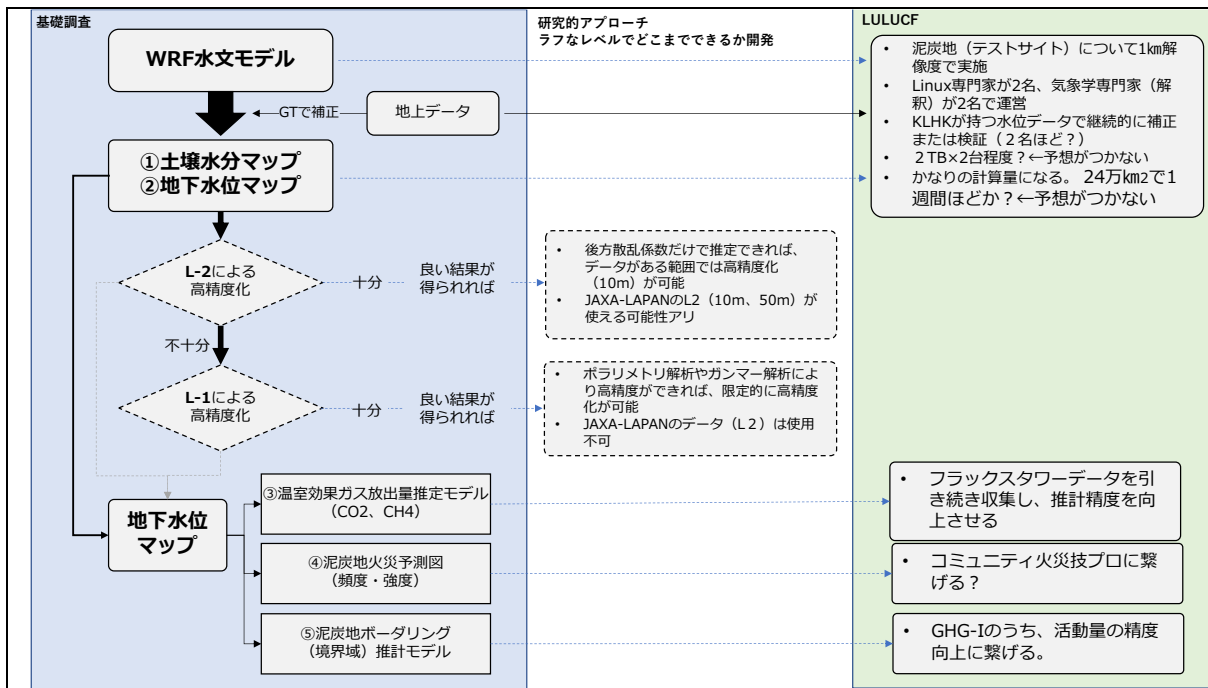 基礎調査
研究的アプローチ
ラフなレベルでどこまでできるか開発
LULUCF
WRF水文モデル
GTで補正
地上データ
①土壌水分マップ
②地下水位マップ
L-2による
高精度化
十分
良い結果が
得られれば
不十分
L-1による
高精度化
十分
良い結果が
得られれば
地下水位
マップ
③温室効果ガス放出量推定モデル
（CO2、CH4）
④泥炭地火災予測図
（頻度・強度）
⑤泥炭地ボーダリング
（境界域）推計モデル
• 後方散乱係数だけで推定できれば、
データがある範囲では高精度化
（10m）が可能
• JAXA-LAPANのL2（10m、50m）が
使える可能性アリ
• ポラリメトリ解析やガンマー解析によ
り高精度ができれば、限定的に高精度
化が可能
• JAXA-LAPANのデータ（L２）は使用
不可
• 泥炭地（テストサイト）について1㎞解
像度で実施
• Linux専門家が2名、気象学専門家（解
釈）が2名で運営
• KLHKが持つ水位データで継続的に補正
または検証（２名ほど？）
• ２TB×2台程度？←予想がつかない
• かなりの計算量になる。 24万㎞2で1
週間ほどか？←予想がつかない
• フラックスタワーデータを引
き続き収集し、推計精度を向
上させる
• コミュニティ火災技プロに繋
げる？
• GHG-Iのうち、活動量の精度
向上に繋げる。